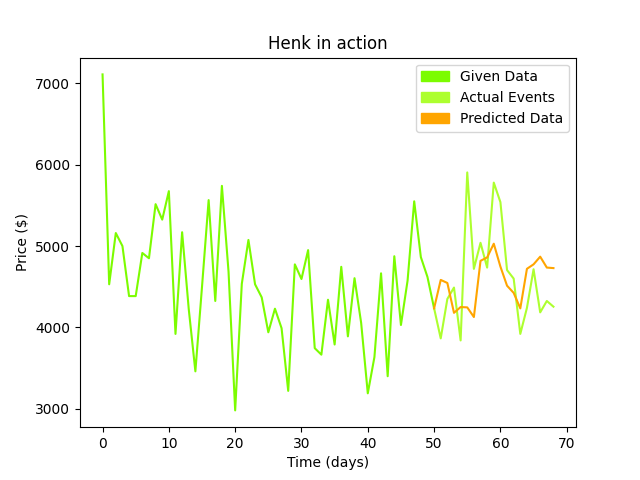 Henk in action
Given Data
Actual Events
Predicted Data
Price ($)
7000
6000
5000
4000
3000
0 10 20 30 40 50 60 70
Time (days)